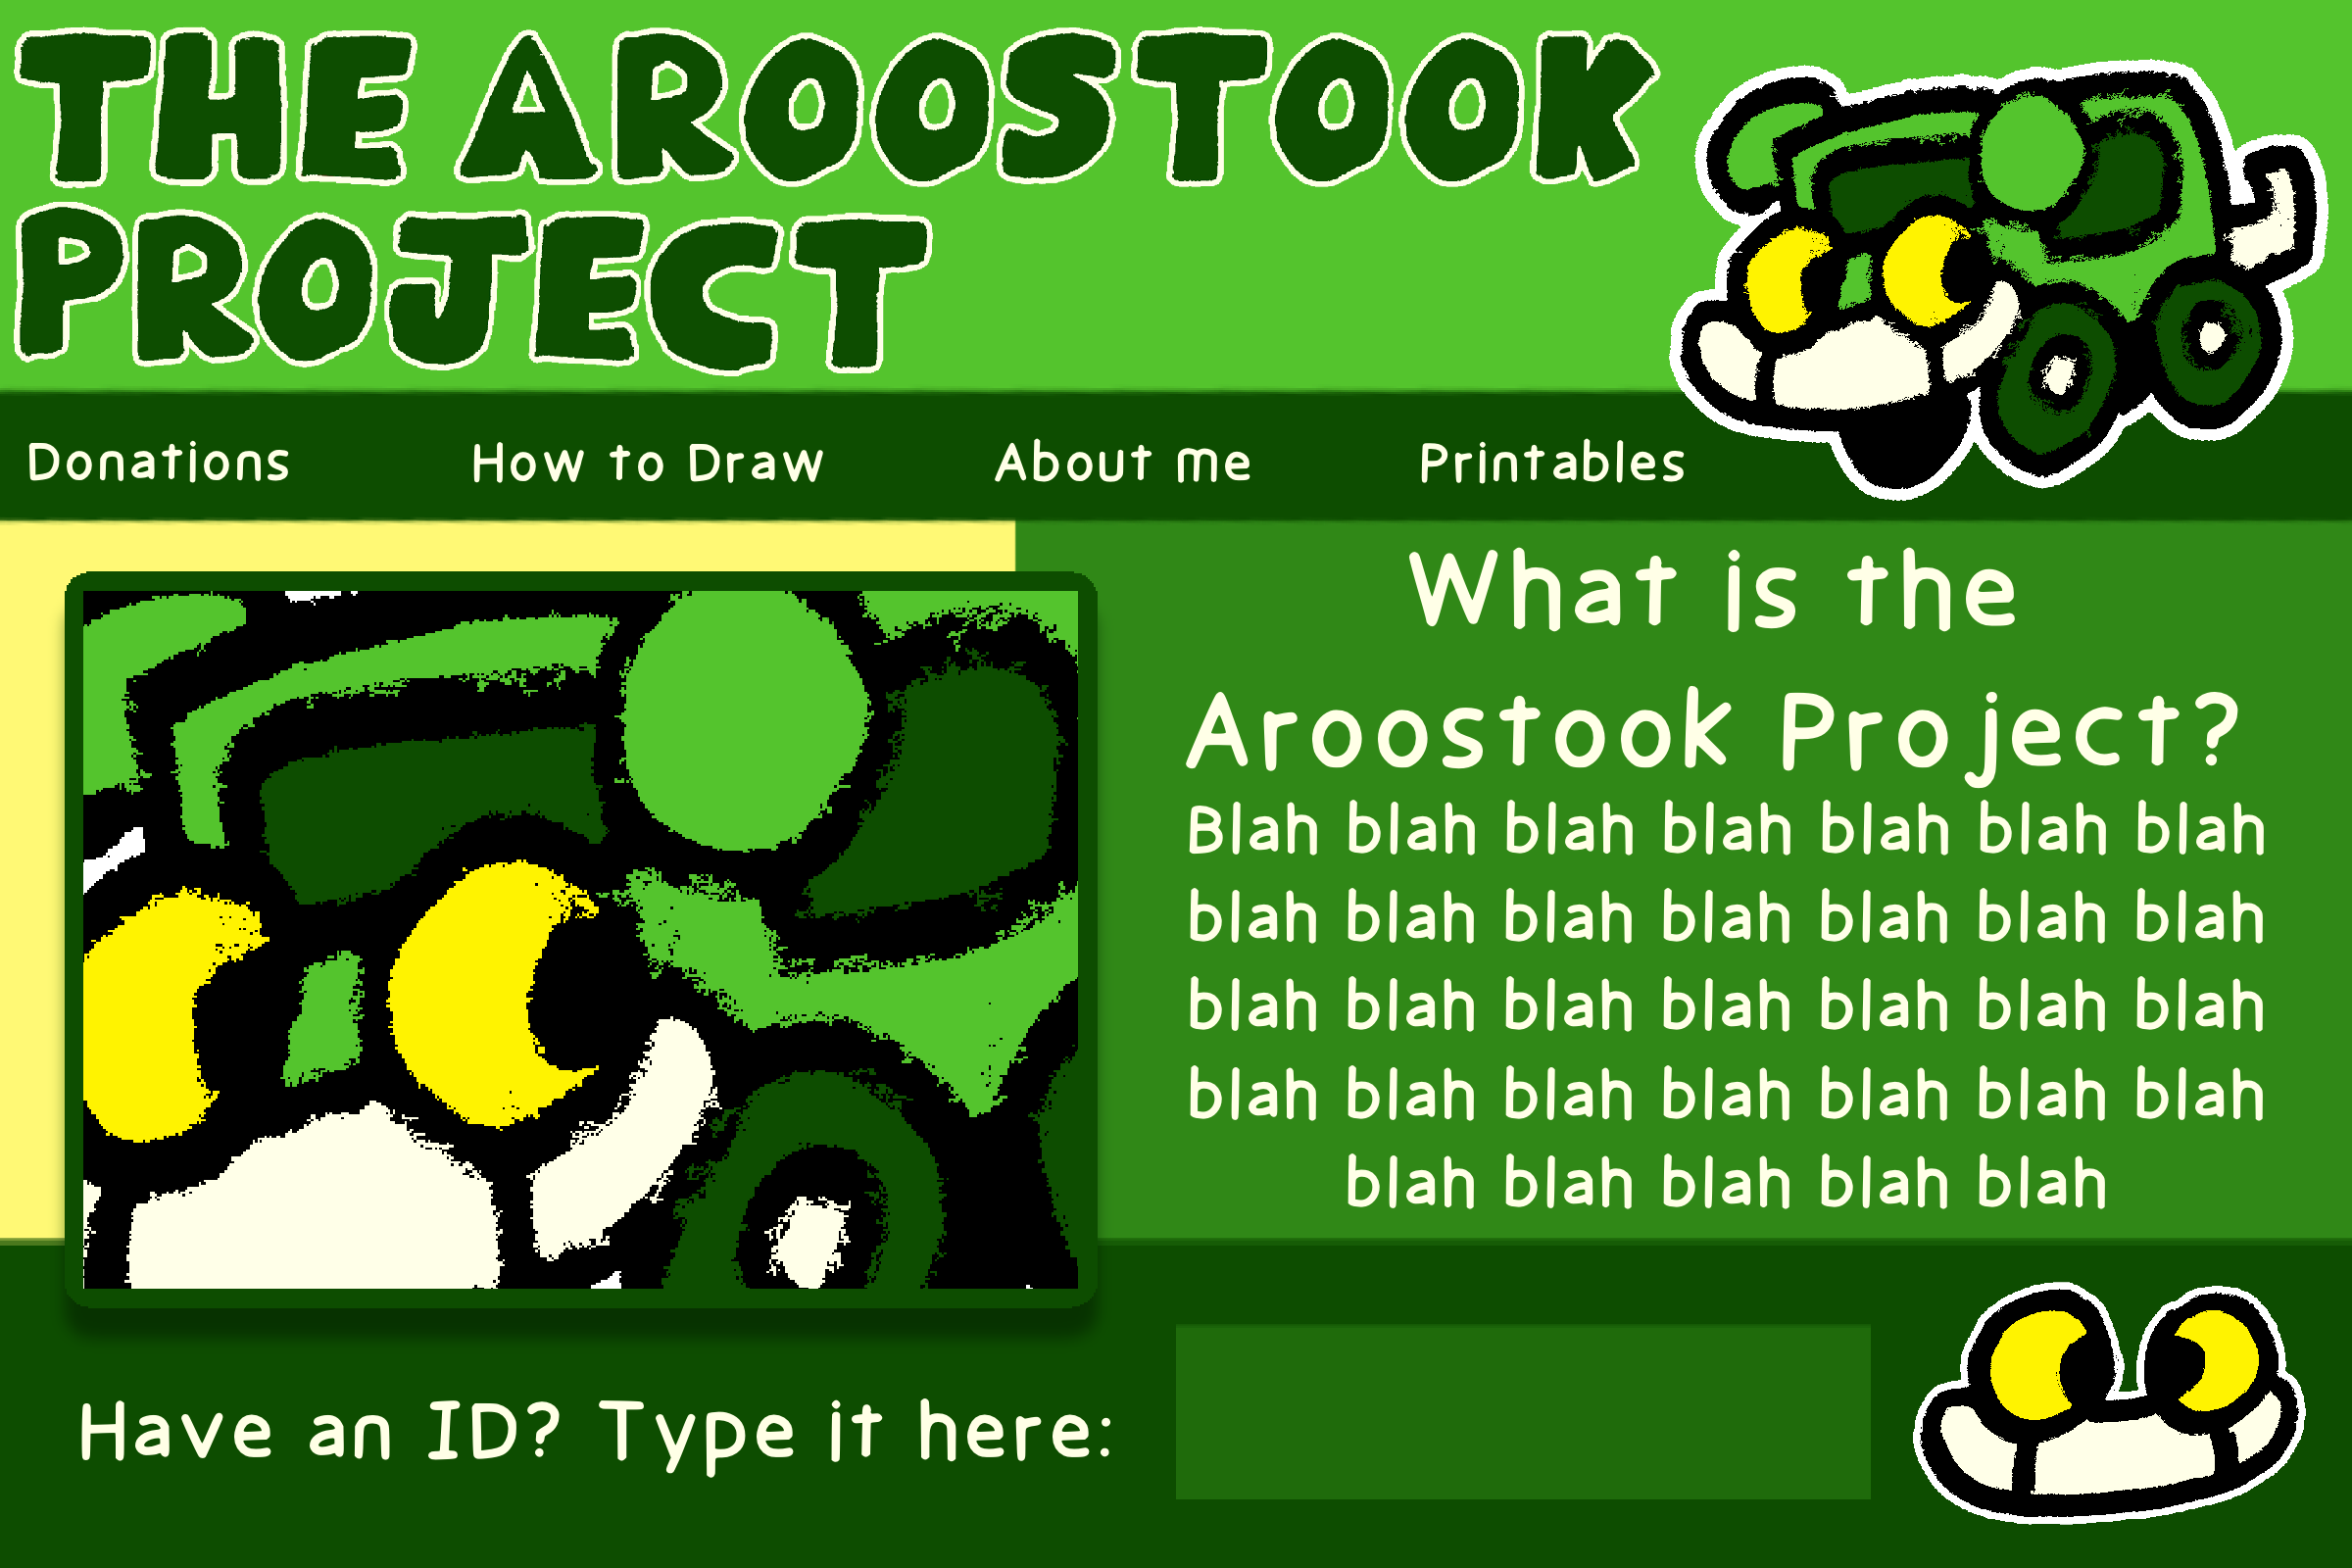 THE AROOSTOOK
PROJECT
Donations
How to Draw
About me
Printables
What is the
Aroostook Project?
Blah blah blah blah blah blah blah
blah blah blah blah blah blah blah
blah blah blah blah blah blah blah
blah blah blah blah blah blah blah
blah blah blah blah blah
Have an ID? Type it here: